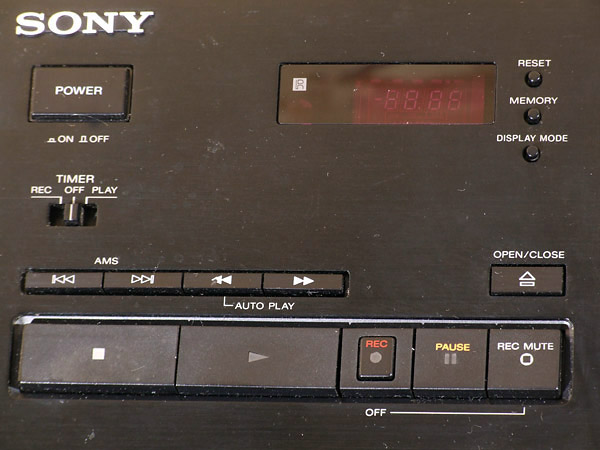 SONY
POWER
ON OFF
RESET
MEMORY
DISPLAY MODE
TIMER
REC OFF PLAY
AMS
AUTO PLAY
OPEN/CLOSE
REC
PAUSE
REC MUTE
OFF